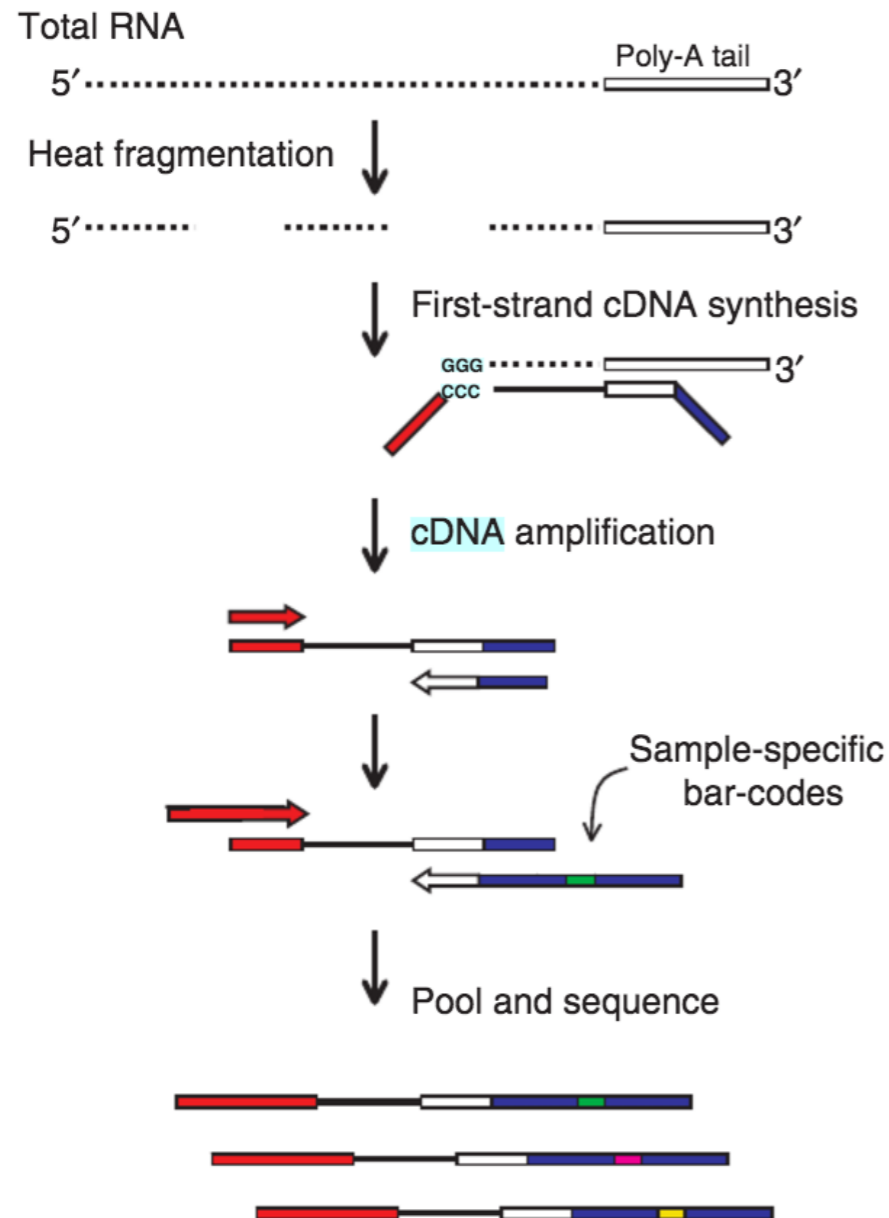 Total RNA
Poly-A tail
5′ 3′
Heat fragmentation
5′ 3′
First-strand cDNA synthesis
GGG 3′
CCC
cDNA amplification
Sample-specific
bar-codes
Pool and sequence